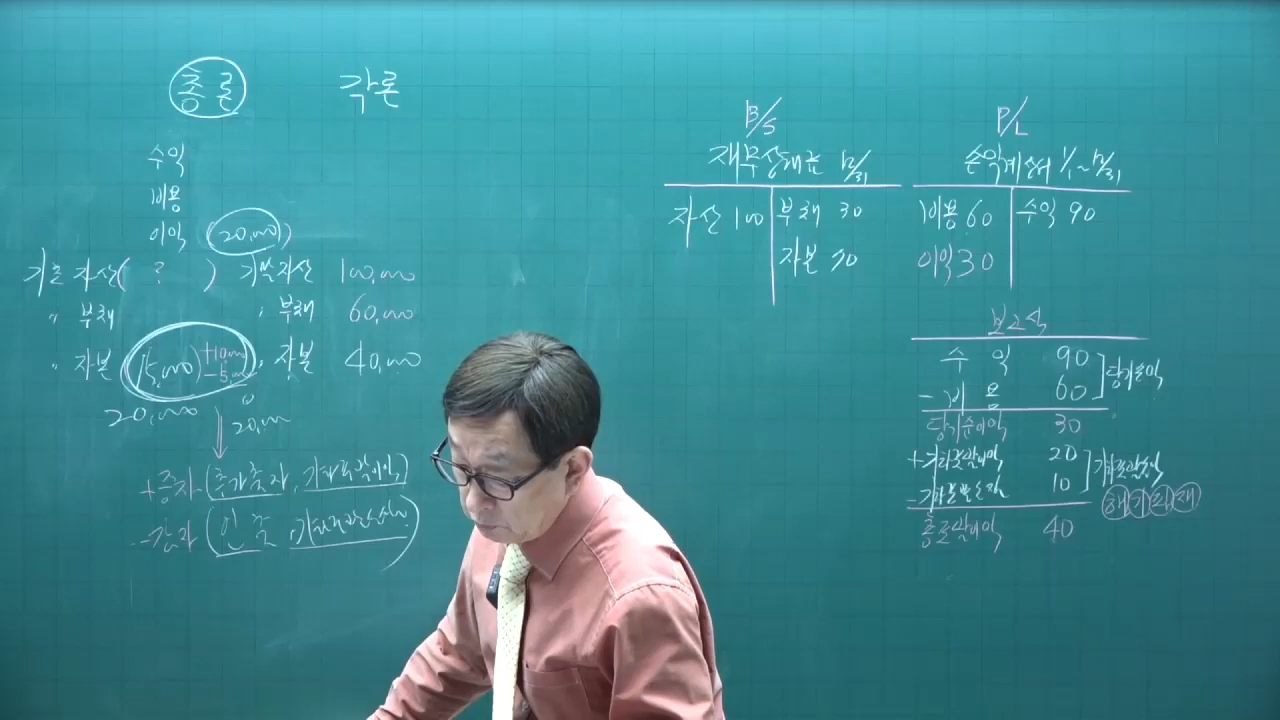 총론 각론
수익
비용
이익 (20,000)
기초 자산( ? ) 기말자산 100,000
〃 부채 〃 부채 60,000
〃 자본 (15,000) +10,000 -5,000 〃 자본 40,000
20,000 20,000
+증자(추가출자, 기타포괄이익)
-감자(인출, 기타포괄손실)
B/S
재무상태표 12/31
자산 100 부채 30
자본 70
P/L
손익계산서 1/1~12/31
비용 60 수익 90
이익 30
보고식
수익 90
-비용 60 당기순이익
당기순이익 30
+기타포괄이익 20
-기타포괄손실 10 기타포괄손익
총포괄이익 40